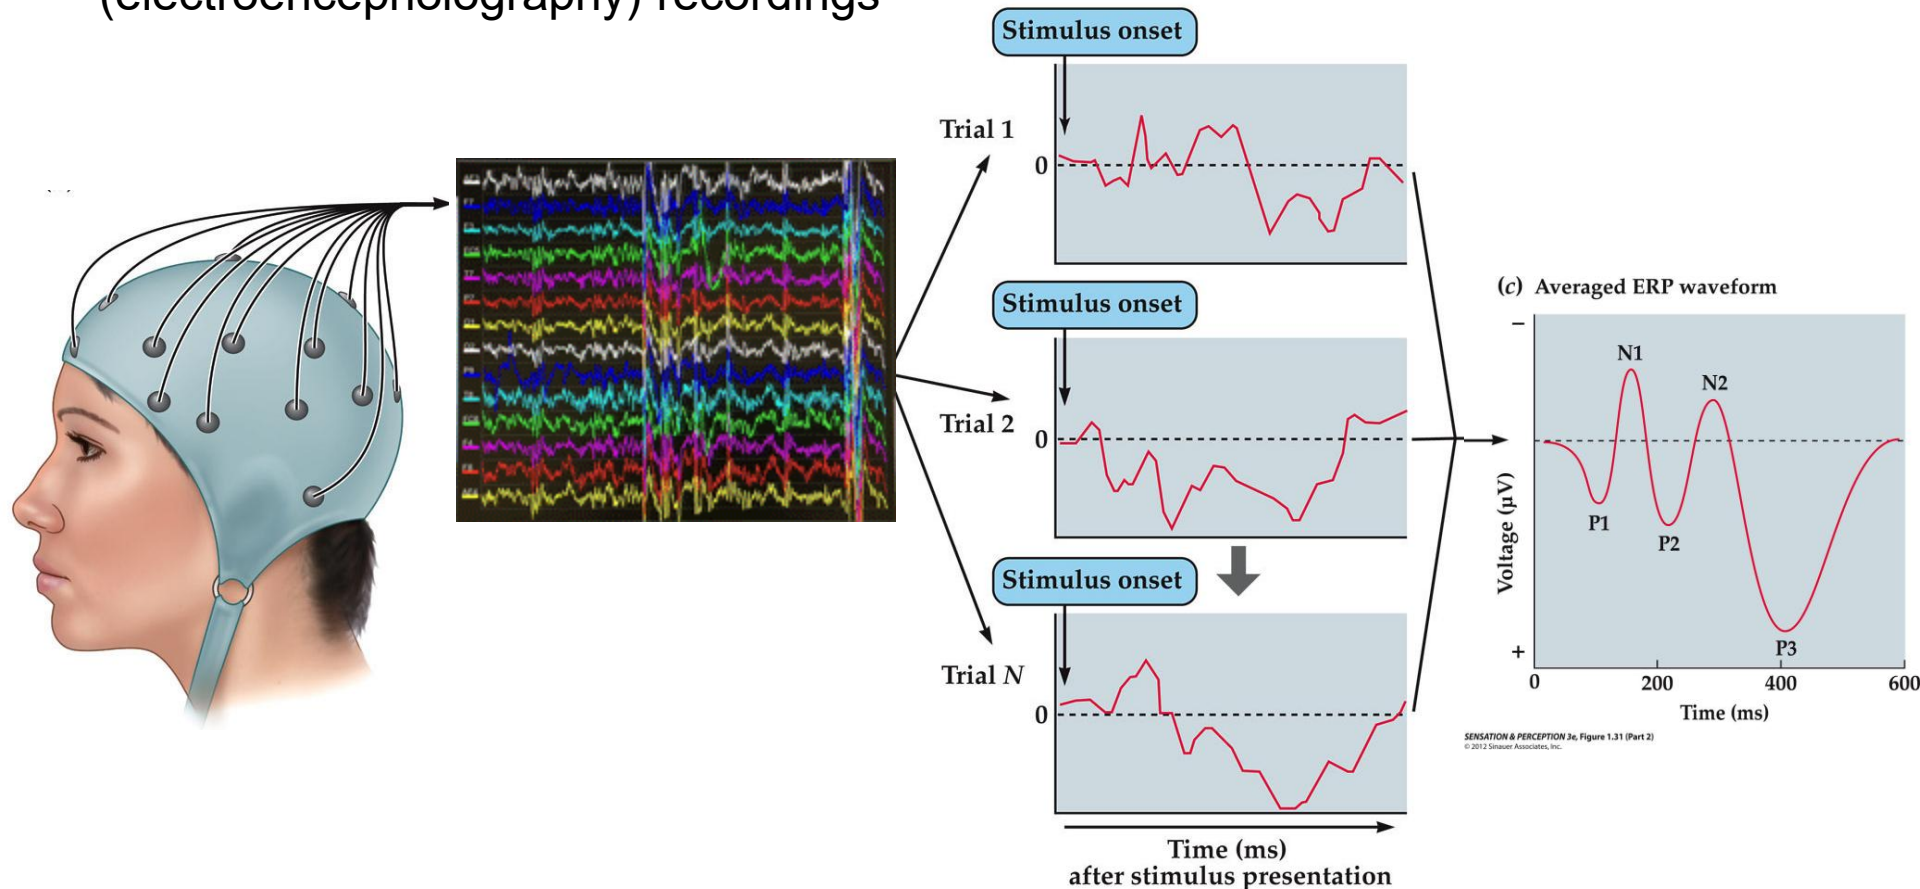 (electroencephology) recordings
Stimulus onset
Trial 1
0
Stimulus onset
Trial 2
0
Stimulus onset
Trial N
0
Time (ms)
after stimulus presentation
(c) Averaged ERP waveform
–
N1
N2
P1
P2
P3
Voltage (µV)
+
0 200 400 600
Time (ms)
SENSATION & PERCEPTION 3e, Figure 1.31 (Part 2)
© 2012 Sinauer Associates, Inc.